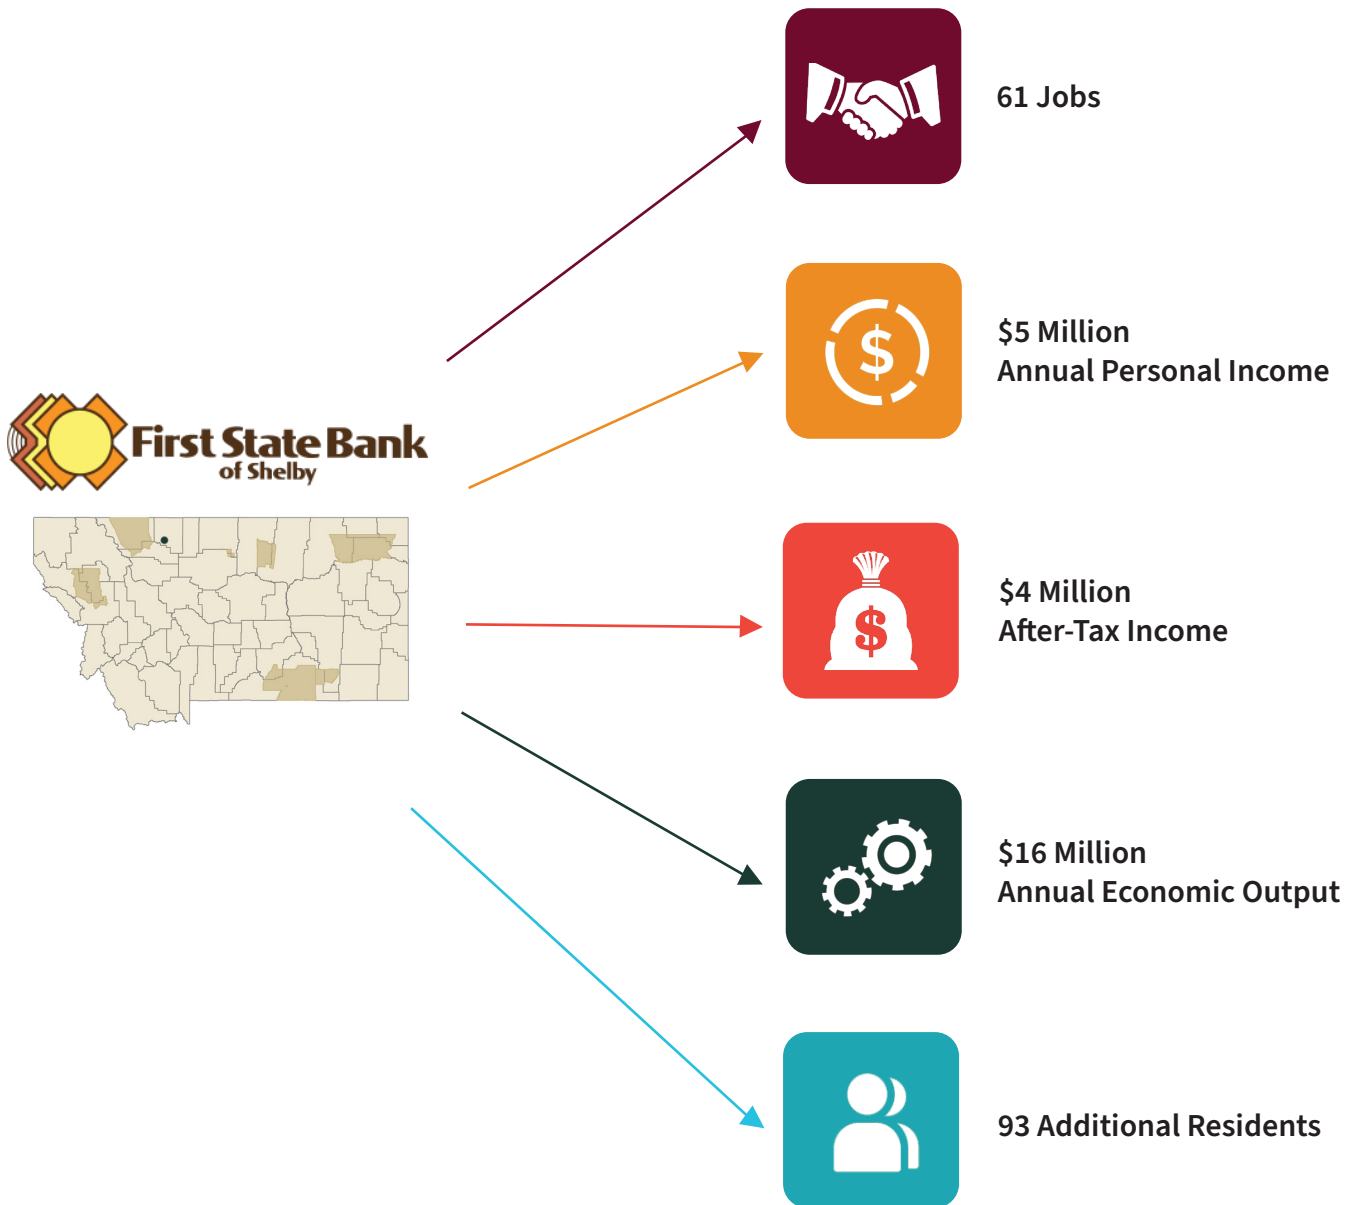 61 Jobs
$5 Million
Annual Personal Income
First State Bank
of Shelby
$4 Million
After-Tax Income
$16 Million
Annual Economic Output
93 Additional Residents